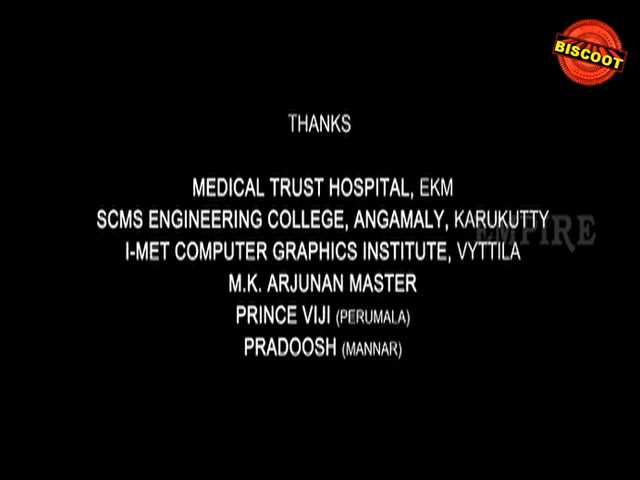 BISCOOT
THANKS
MEDICAL TRUST HOSPITAL, EKM
SCMS ENGINEERING COLLEGE, ANGAMALY, KARUKUTTY
EMPIRE
I-MET COMPUTER GRAPHICS INSTITUTE, VYTTILA
M.K. ARJUNAN MASTER
PRINCE VIJI (PERUMALA)
PRADOOSH (MANNAR)